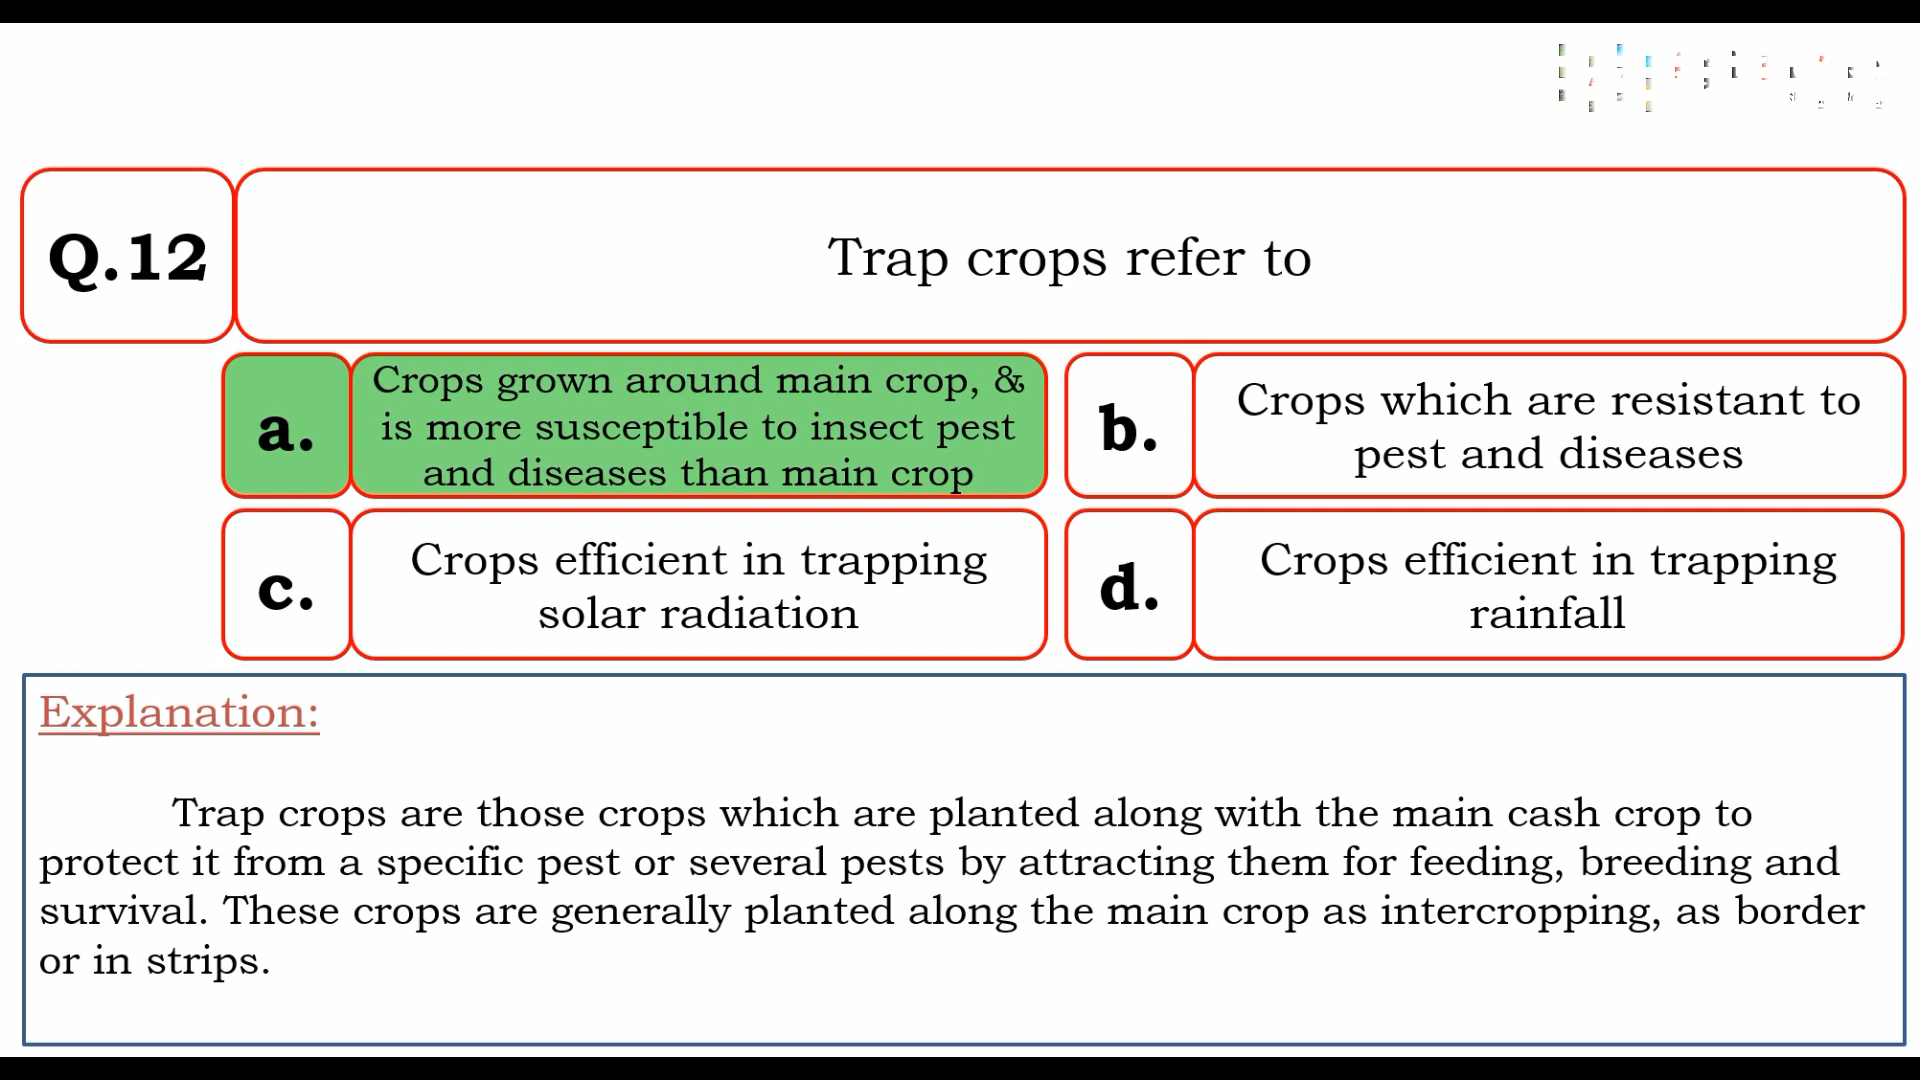 Q.12
Trap crops refer to
a.
Crops grown around main crop, &
is more susceptible to insect pest
and diseases than main crop
b.
Crops which are resistant to
pest and diseases
c.
Crops efficient in trapping
solar radiation
d.
Crops efficient in trapping
rainfall
Explanation:
Trap crops are those crops which are planted along with the main cash crop to
protect it from a specific pest or several pests by attracting them for feeding, breeding and
survival. These crops are generally planted along the main crop as intercropping, as border
or in strips.